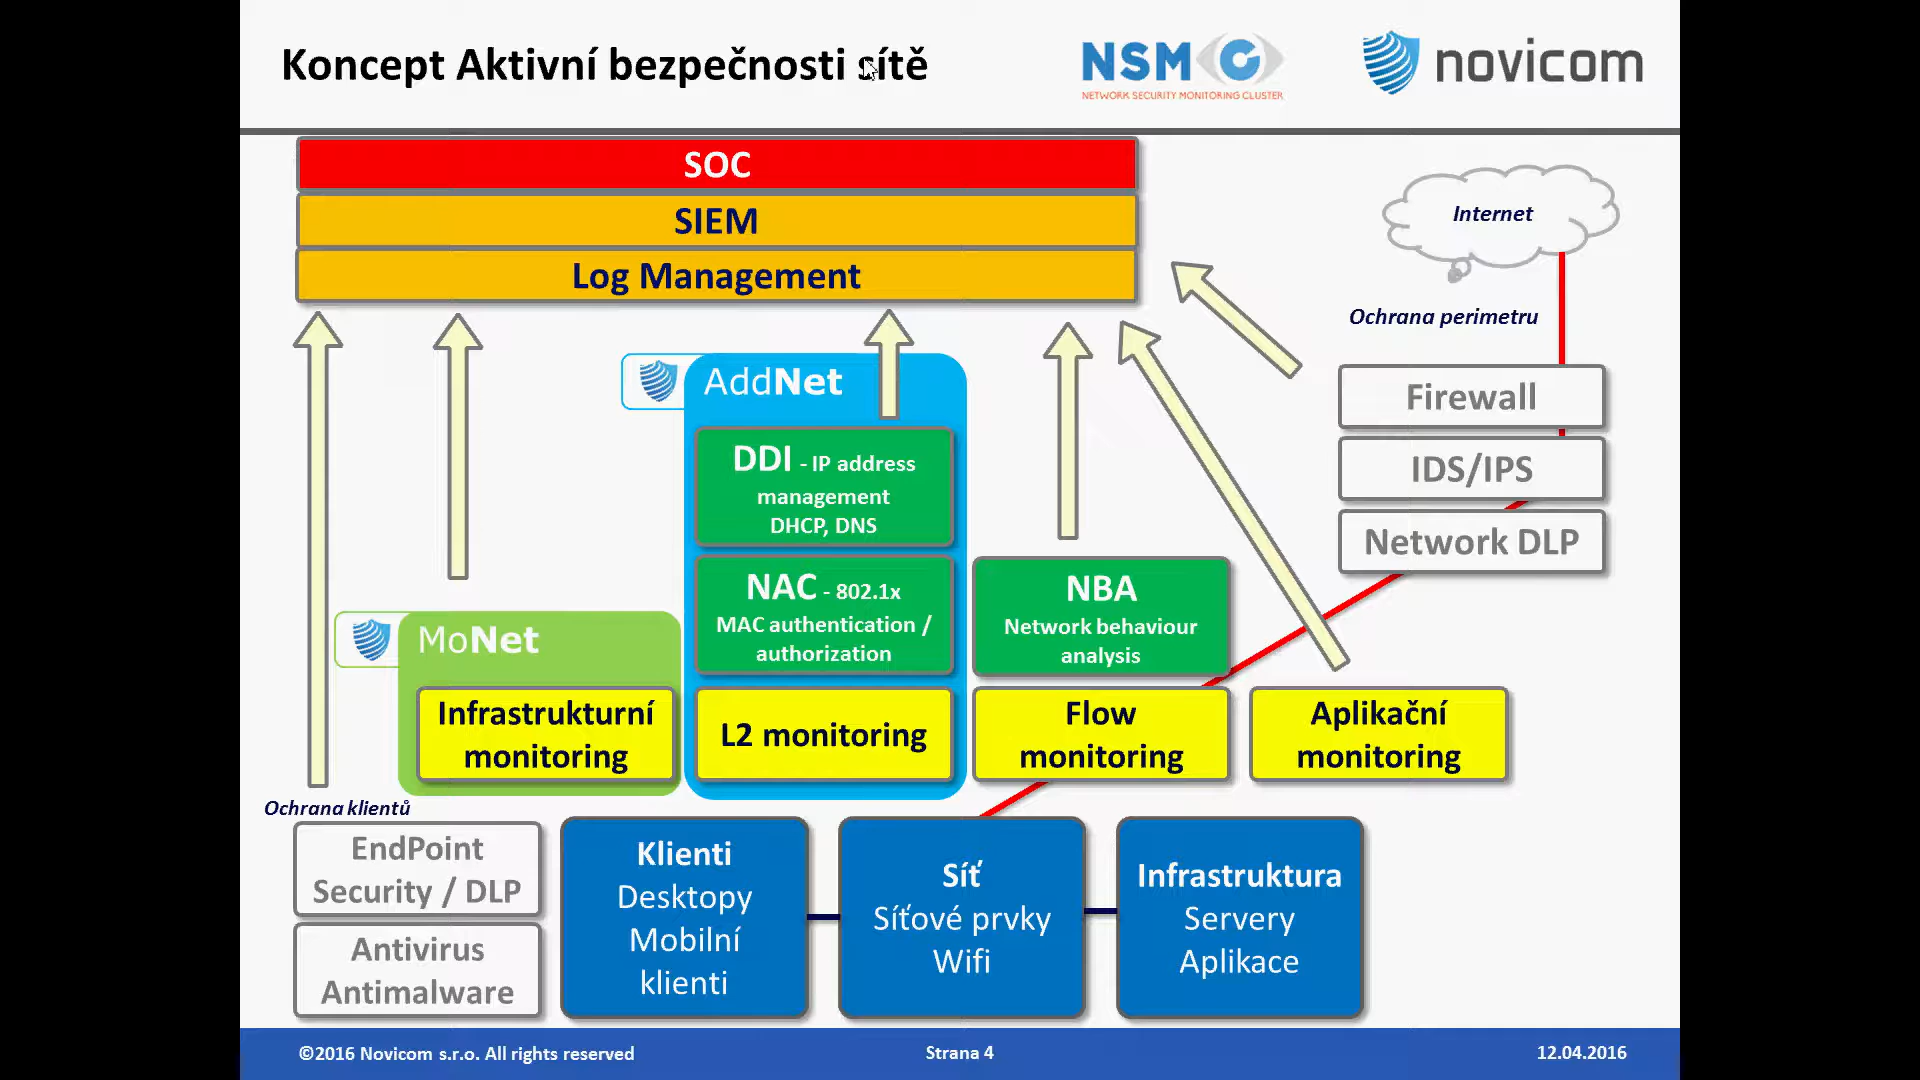 Koncept Aktivní bezpečnosti sítě
NSM
NETWORK SECURITY MONITORING CLUSTER
novicom
SOC
SIEM
Log Management
Internet
Ochrana perimetru
Firewall
IDS/IPS
Network DLP
AddNet
DDI - IP address
management
DHCP, DNS
NAC - 802.1x
MAC authentication /
authorization
NBA
Network behaviour
analysis
MoNet
Infrastrukturní
monitoring
L2 monitoring
Flow
monitoring
Aplikační
monitoring
Ochrana klientů
EndPoint
Security / DLP
Antivirus
Antimalware
Klienti
Desktopy
Mobilní
klienti
Síť
Síťové prvky
Wifi
Infrastruktura
Servery
Aplikace
©2016 Novicom s.r.o. All rights reserved
Strana 4
12.04.2016